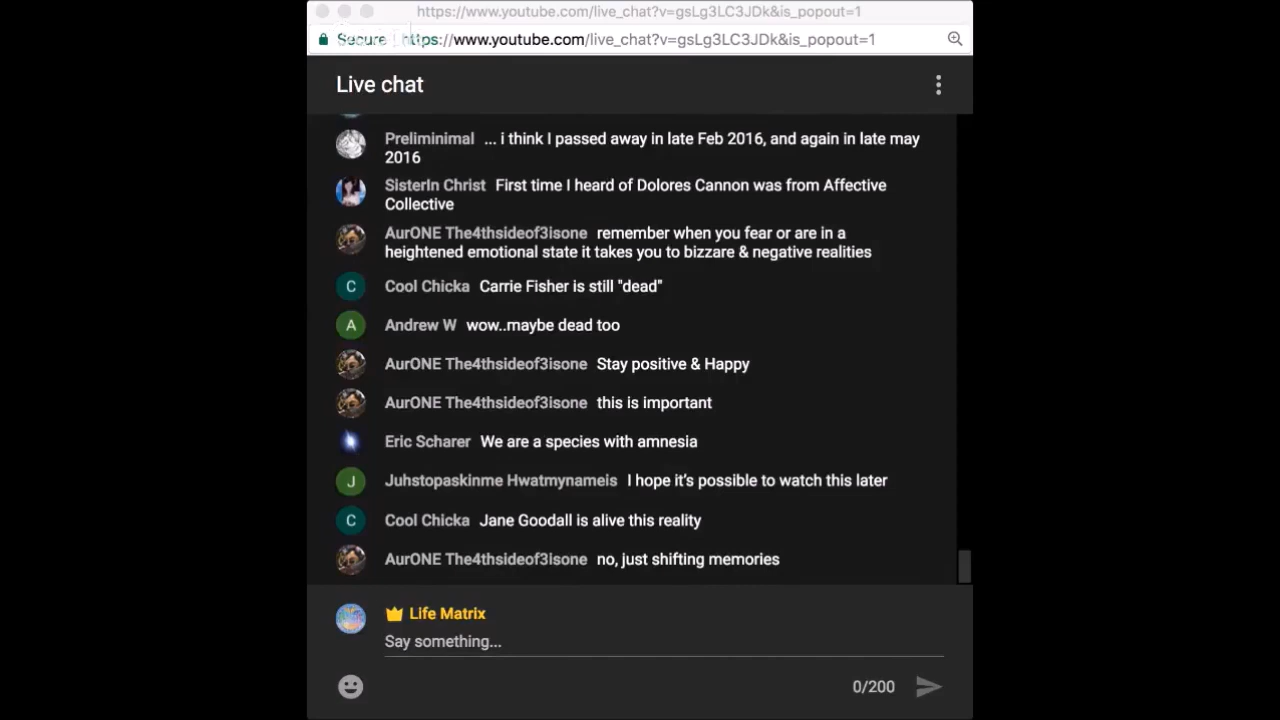 https://www.youtube.com/live_chat?v=gsLg3LC3JDk&is_popout=1
Secure https://www.youtube.com/live_chat?v=gsLg3LC3JDk&is_popout=1
Live chat
Preliminimal ... i think I passed away in late Feb 2016, and again in late may
2016
SisterIn Christ First time I heard of Dolores Cannon was from Affective
Collective
AurONE The4thsideof3isone remember when you fear or are in a
heightened emotional state it takes you to bizzare & negative realities
Cool Chicka Carrie Fisher is still "dead"
C
Andrew W wow..maybe dead too
A
AurONE The4thsideof3isone Stay positive & Happy
AurONE The4thsideof3isone this is important
Eric Scharer We are a species with amnesia
J
Juhstopaskinme Hwatmynameis I hope it's possible to watch this later
C
Cool Chicka Jane Goodall is alive this reality
AurONE The4thsideof3isone no, just shifting memories
Life Matrix
Say something...
0/200